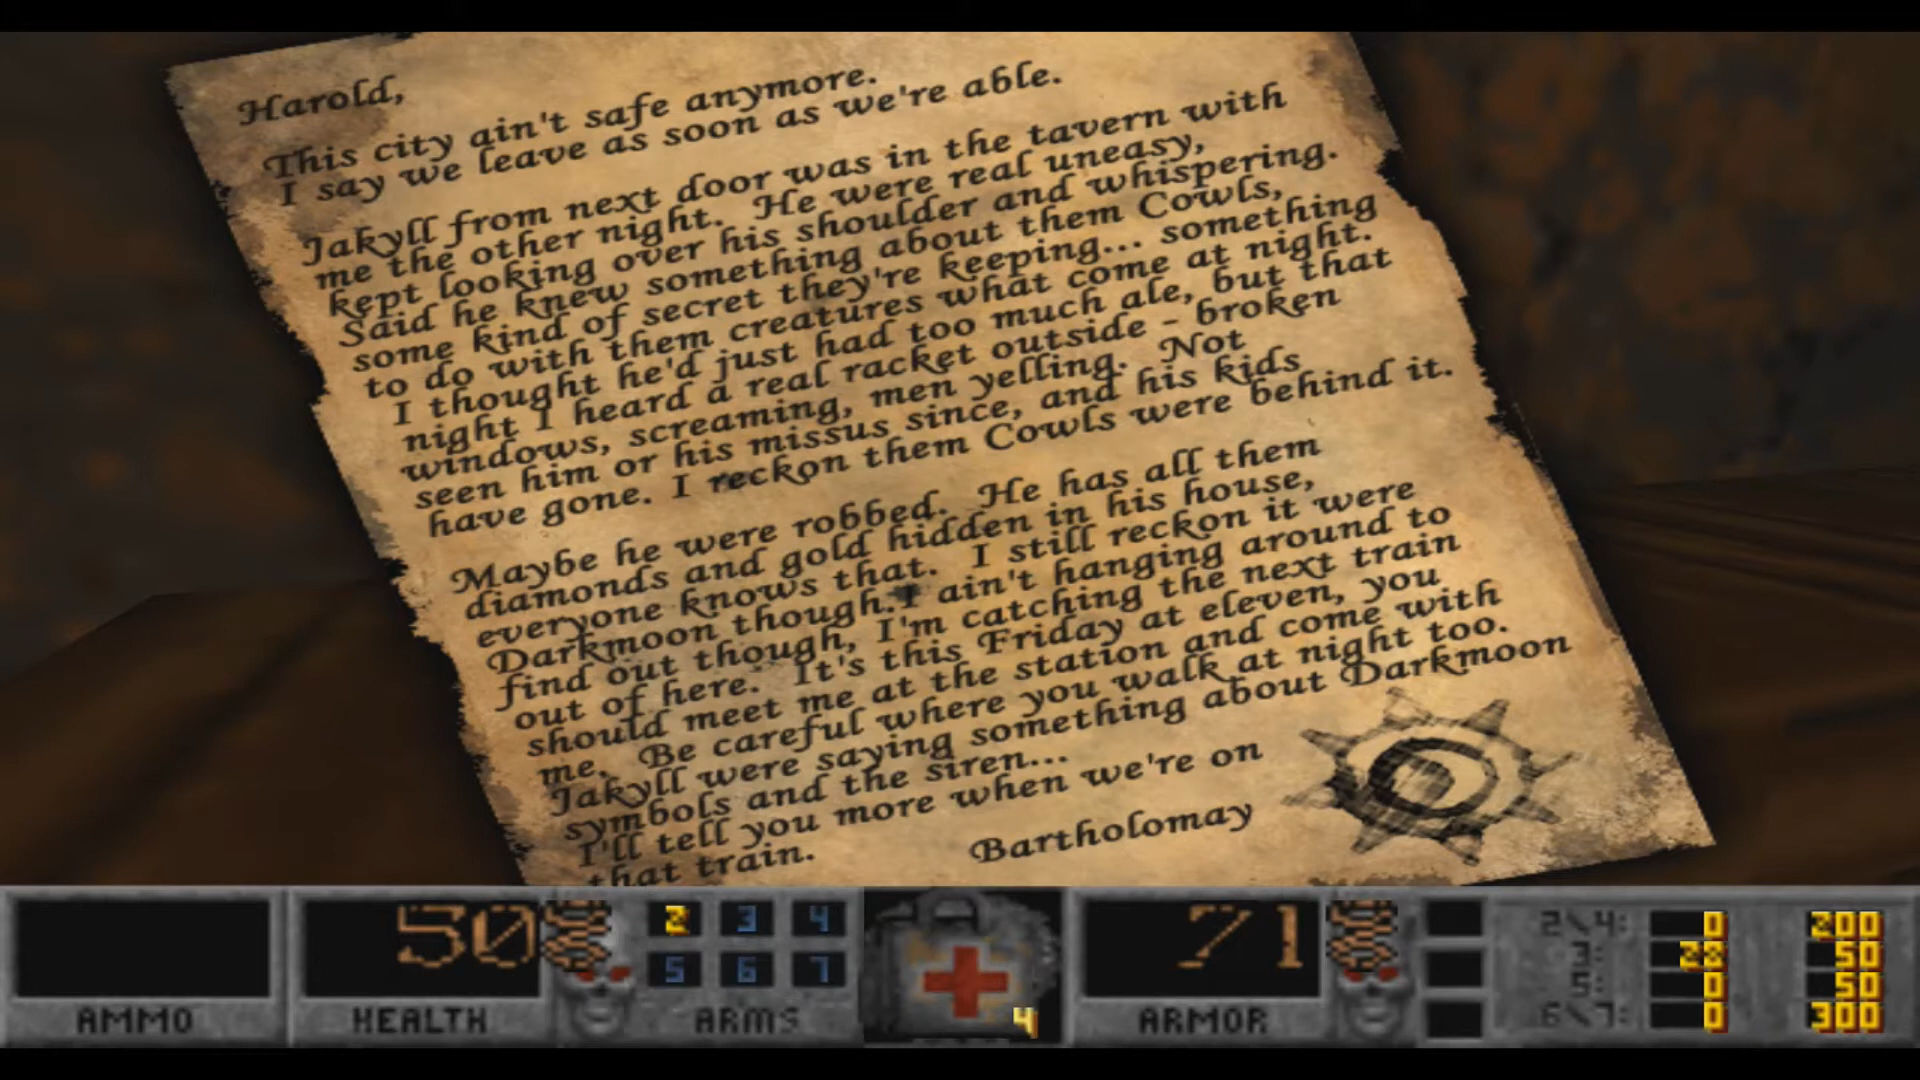 Harold,
This city ain't safe anymore.
I say we leave as soon as we're able.
Jakyll from next door was in the tavern with
me the other night. He were real uneasy,
kept looking over his shoulder and whispering.
Said he knew something about them Cowls,
some kind of secret they're keeping... something
to do with them creatures what come at night.
I thought he'd just had too much ale, but that
night I heard a real racket outside - broken
windows, screaming, men yelling. Not
seen him or his missus since, and his kids
have gone. I reckon them Cowls were behind it.
Maybe he were robbed. He has all them
diamonds and gold hidden in his house,
everyone knows that. I still reckon it were
Darkmoon though. I ain't hanging around to
find out though, I'm catching the next train
out of here. It's this Friday at eleven, you
should meet me at the station and come with
me. Be careful where you walk at night too.
Jakyll were saying something about Darkmoon
symbols and the siren...
I'll tell you more when we're on
that train.
Bartholomay
50
2 3 4
5 6 7
4
71
2/4: 0 200
3: 28 50
5: 0 50
6/7: 0 300
AMMO
HEALTH
ARMS
ARMOR